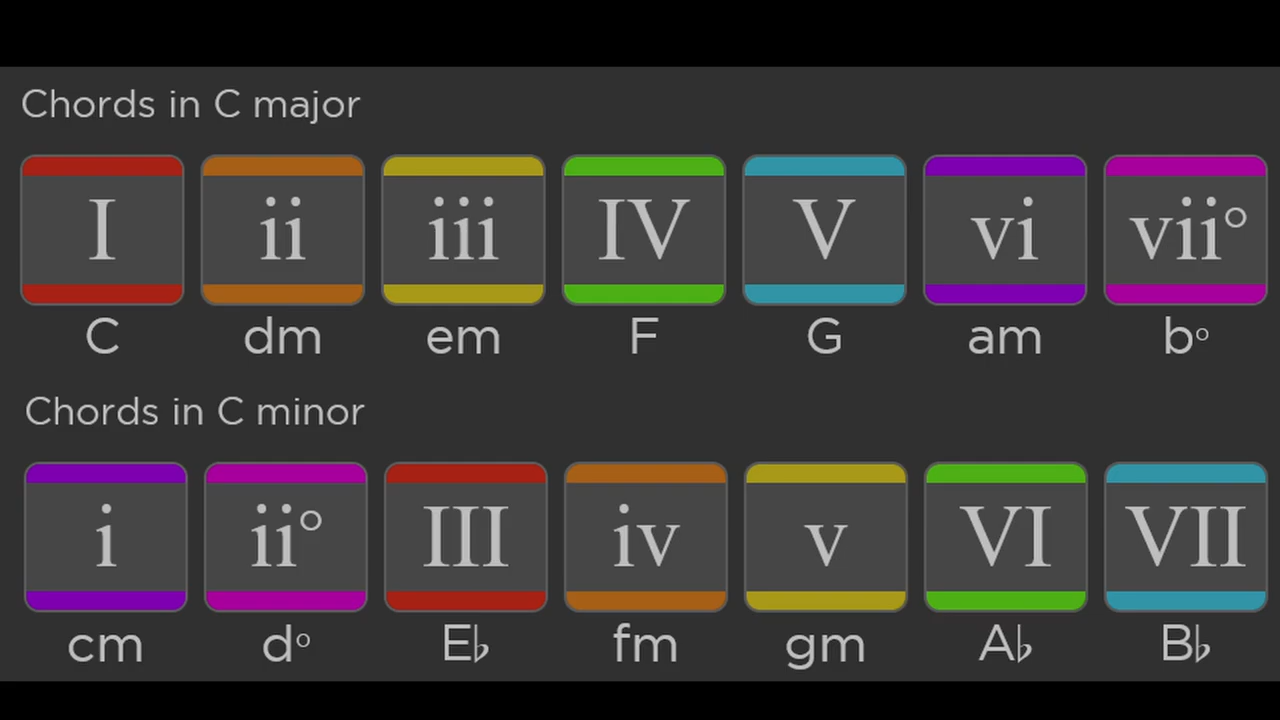 Chords in C major
I ii iii IV V vi vii°
C dm em F G am b°
Chords in C minor
i ii° III iv v VI VII
cm d° E♭ fm gm A♭ B♭